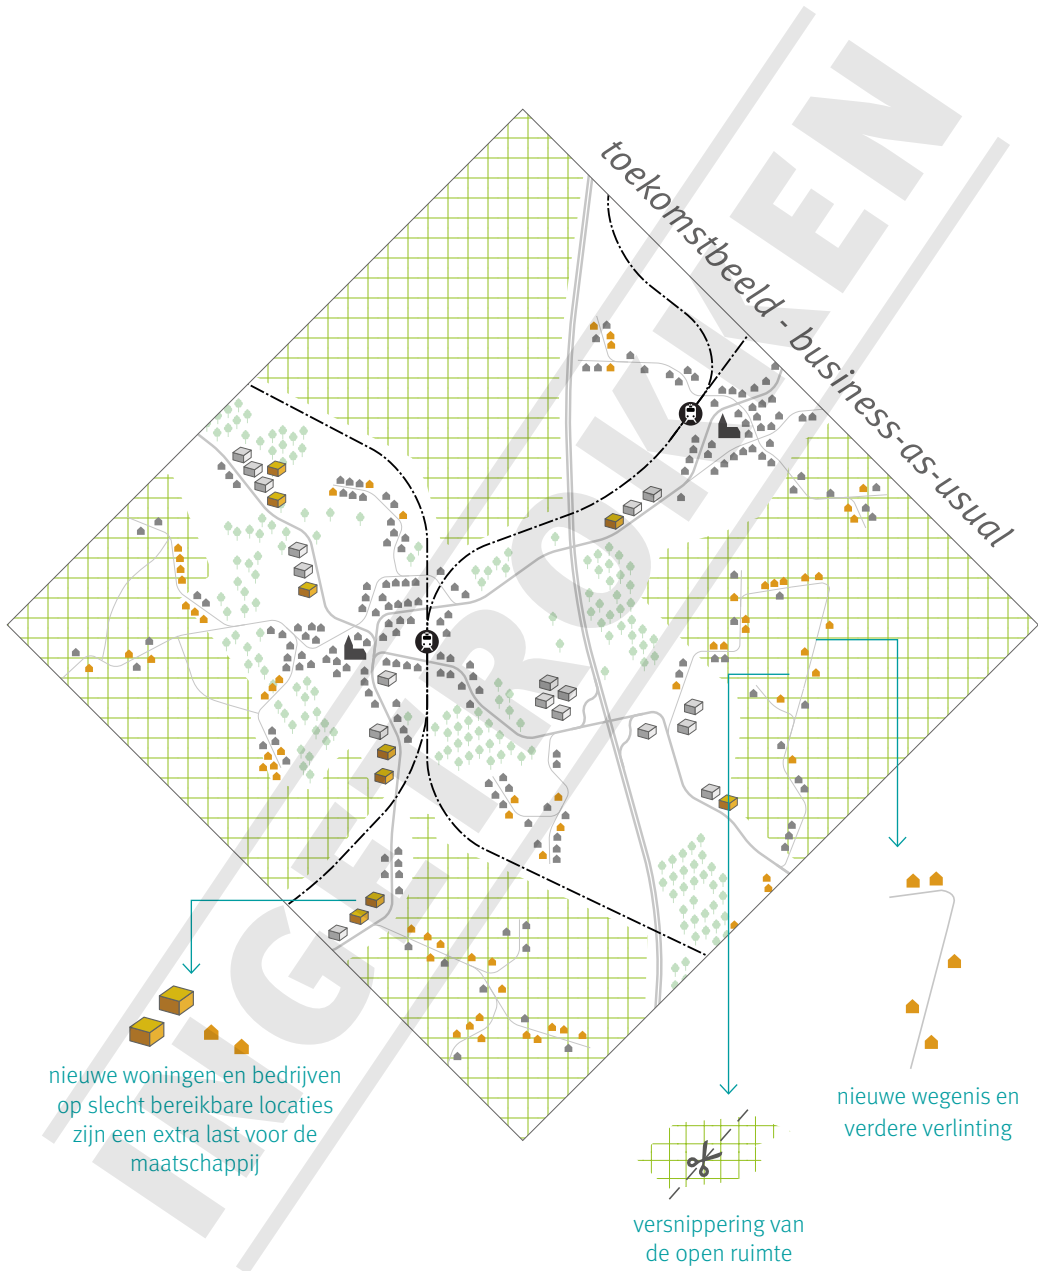 toekomstbeeld - business-as-usual
INGETROKKEN
nieuwe woningen en bedrijven
op slecht bereikbare locaties
zijn een extra last voor de
maatschappij
nieuwe wegenis en
verdere verlinting
versnippering van
de open ruimte